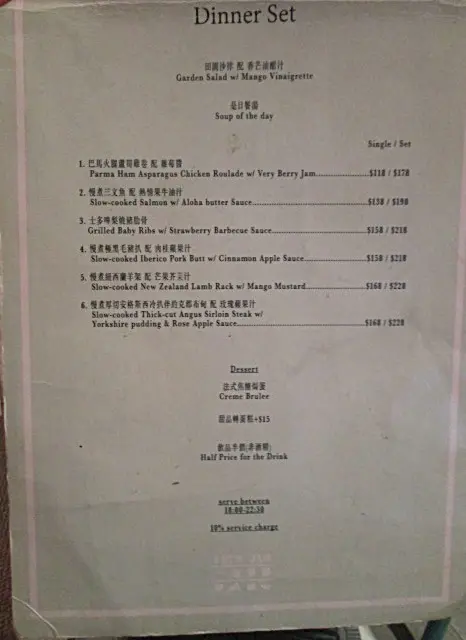 Dinner Set
田園沙律 配 香芒油醋汁
Garden Salad w/ Mango Vinaigrette
是日餐湯
Soup of the day
Single / Set
1. 巴馬火腿蘆筍雞卷 配 雜莓醬
Parma Ham Asparagus Chicken Roulade w/ Very Berry Jam....................$118 / $178
2. 慢煮三文魚 配 熱情果牛油汁
Slow-cooked Salmon w/ Aloha butter Sauce....................$138 / $198
3. 士多啤梨燒豬肋骨
Grilled Baby Ribs w/ Strawberry Barbecue Sauce....................$158 / $218
4. 慢煮極黑毛豬扒 配 肉桂蘋果汁
Slow-cooked Iberico Pork Butt w/ Cinnamon Apple Sauce....................$158 / $218
5. 慢煮紐西蘭羊架 配 芒果芥末汁
Slow-cooked New Zealand Lamb Rack w/ Mango Mustard....................$168 / $228
6. 慢煮厚切安格斯西冷扒伴約克郡布甸 配 玫瑰蘋果汁
Slow-cooked Thick-cut Angus Sirloin Steak w/
Yorkshire pudding & Rose Apple Sauce....................$168 / $228
Dessert
法式焦糖燉蛋
Creme Brulee
甜品轉蛋糕+$15
飲品半價(非酒精)
Half Price for the Drink
serve between
18:00-22:30
10% service charge